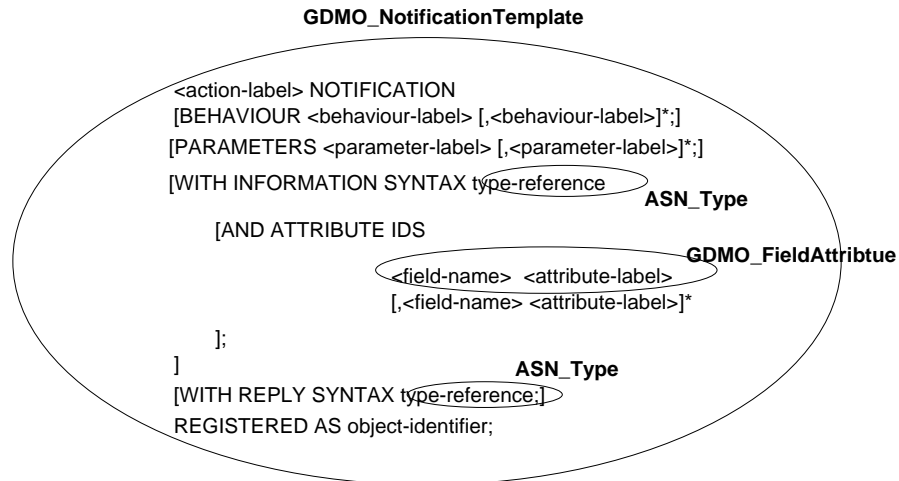 GDMO_NotificationTemplate
<action-label> NOTIFICATION
[BEHAVIOUR <behaviour-label> [,<behaviour-label>]*;]
[PARAMETERS <parameter-label> [,<parameter-label>]*;]
[WITH INFORMATION SYNTAX type-reference
ASN_Type
[AND ATTRIBUTE IDS
GDMO_FieldAttribtue
<field-name> <attribute-label>
[,<field-name> <attribute-label>]*
];
]
ASN_Type
[WITH REPLY SYNTAX type-reference;]
REGISTERED AS object-identifier;